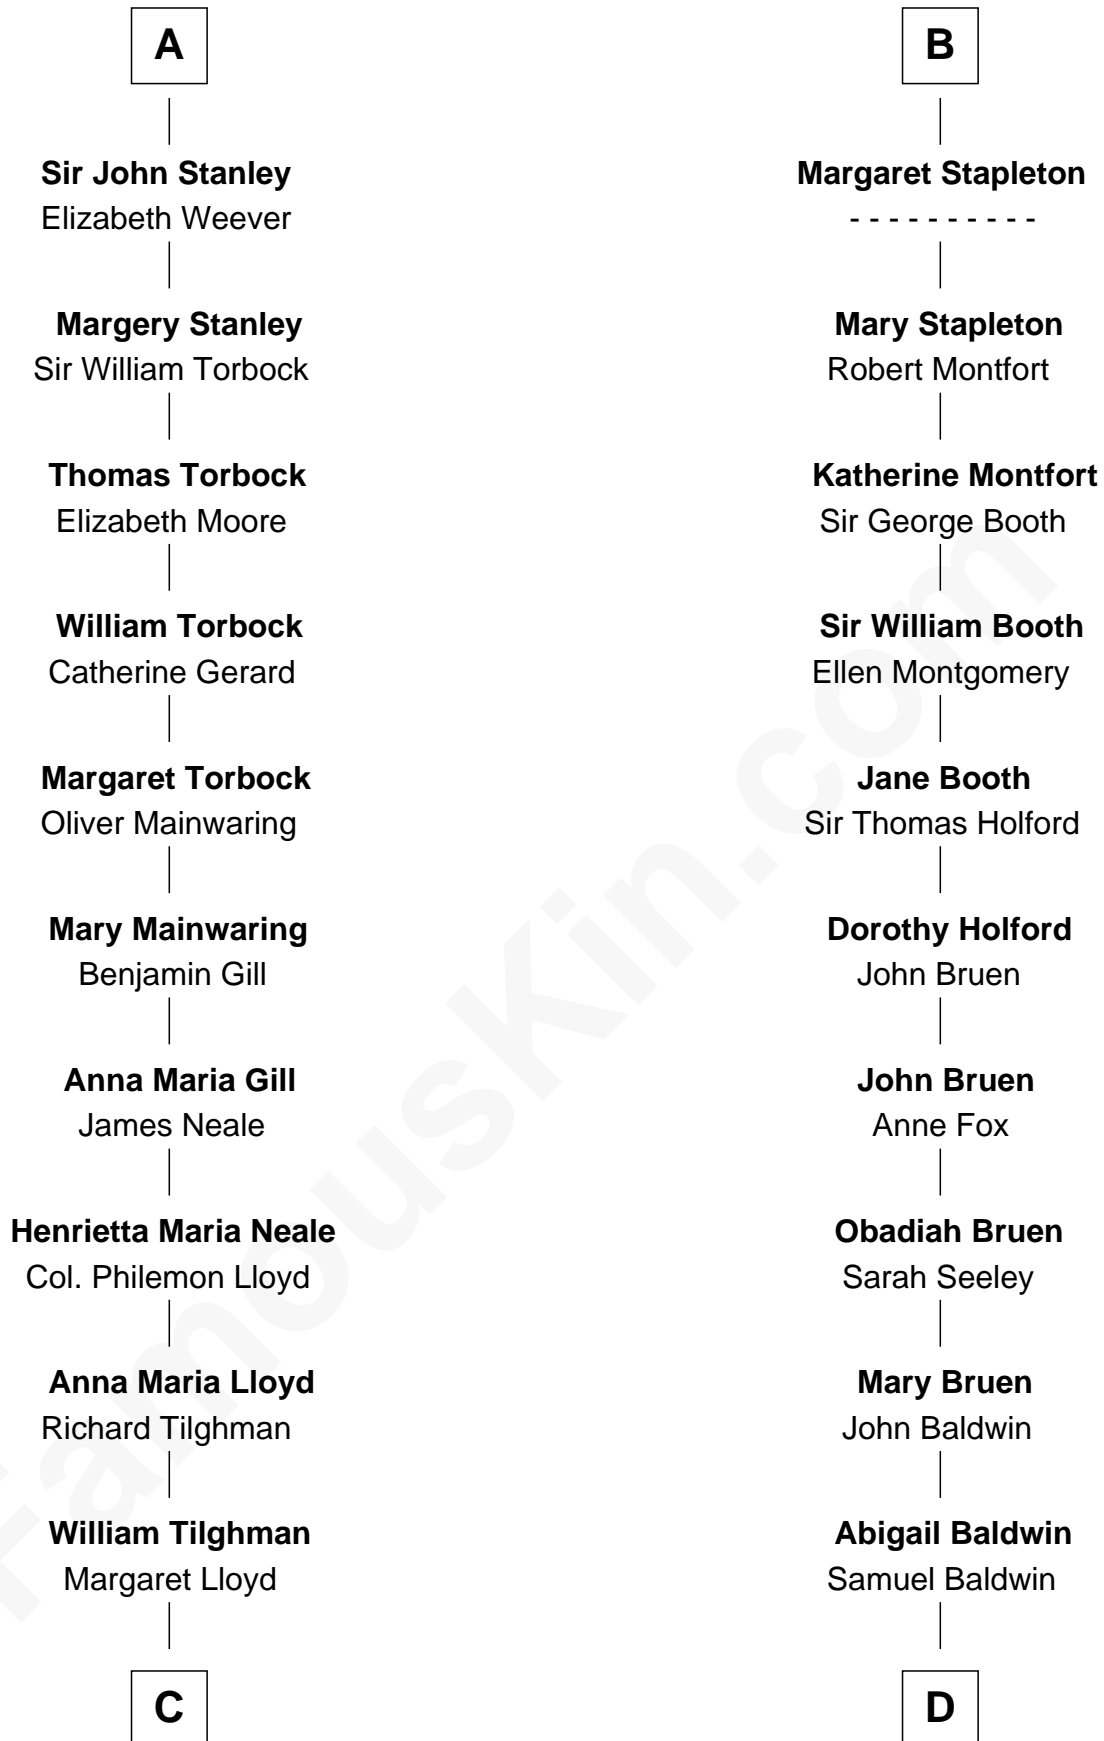 A
Sir John Stanley
Elizabeth Weever
Margery Stanley
Sir William Torbock
Thomas Torbock
Elizabeth Moore
William Torbock
Catherine Gerard
Margaret Torbock
Oliver Mainwaring
Mary Mainwaring
Benjamin Gill
Anna Maria Gill
James Neale
Henrietta Maria Neale
Col. Philemon Lloyd
Anna Maria Lloyd
Richard Tilghman
William Tilghman
Margaret Lloyd
C
B
Margaret Stapleton
- - - - - - - - - -
Mary Stapleton
Robert Montfort
Katherine Montfort
Sir George Booth
Sir William Booth
Ellen Montgomery
Jane Booth
Sir Thomas Holford
Dorothy Holford
John Bruen
John Bruen
Anne Fox
Obadiah Bruen
Sarah Seeley
Mary Bruen
John Baldwin
Abigail Baldwin
Samuel Baldwin
D
FamousKin.com